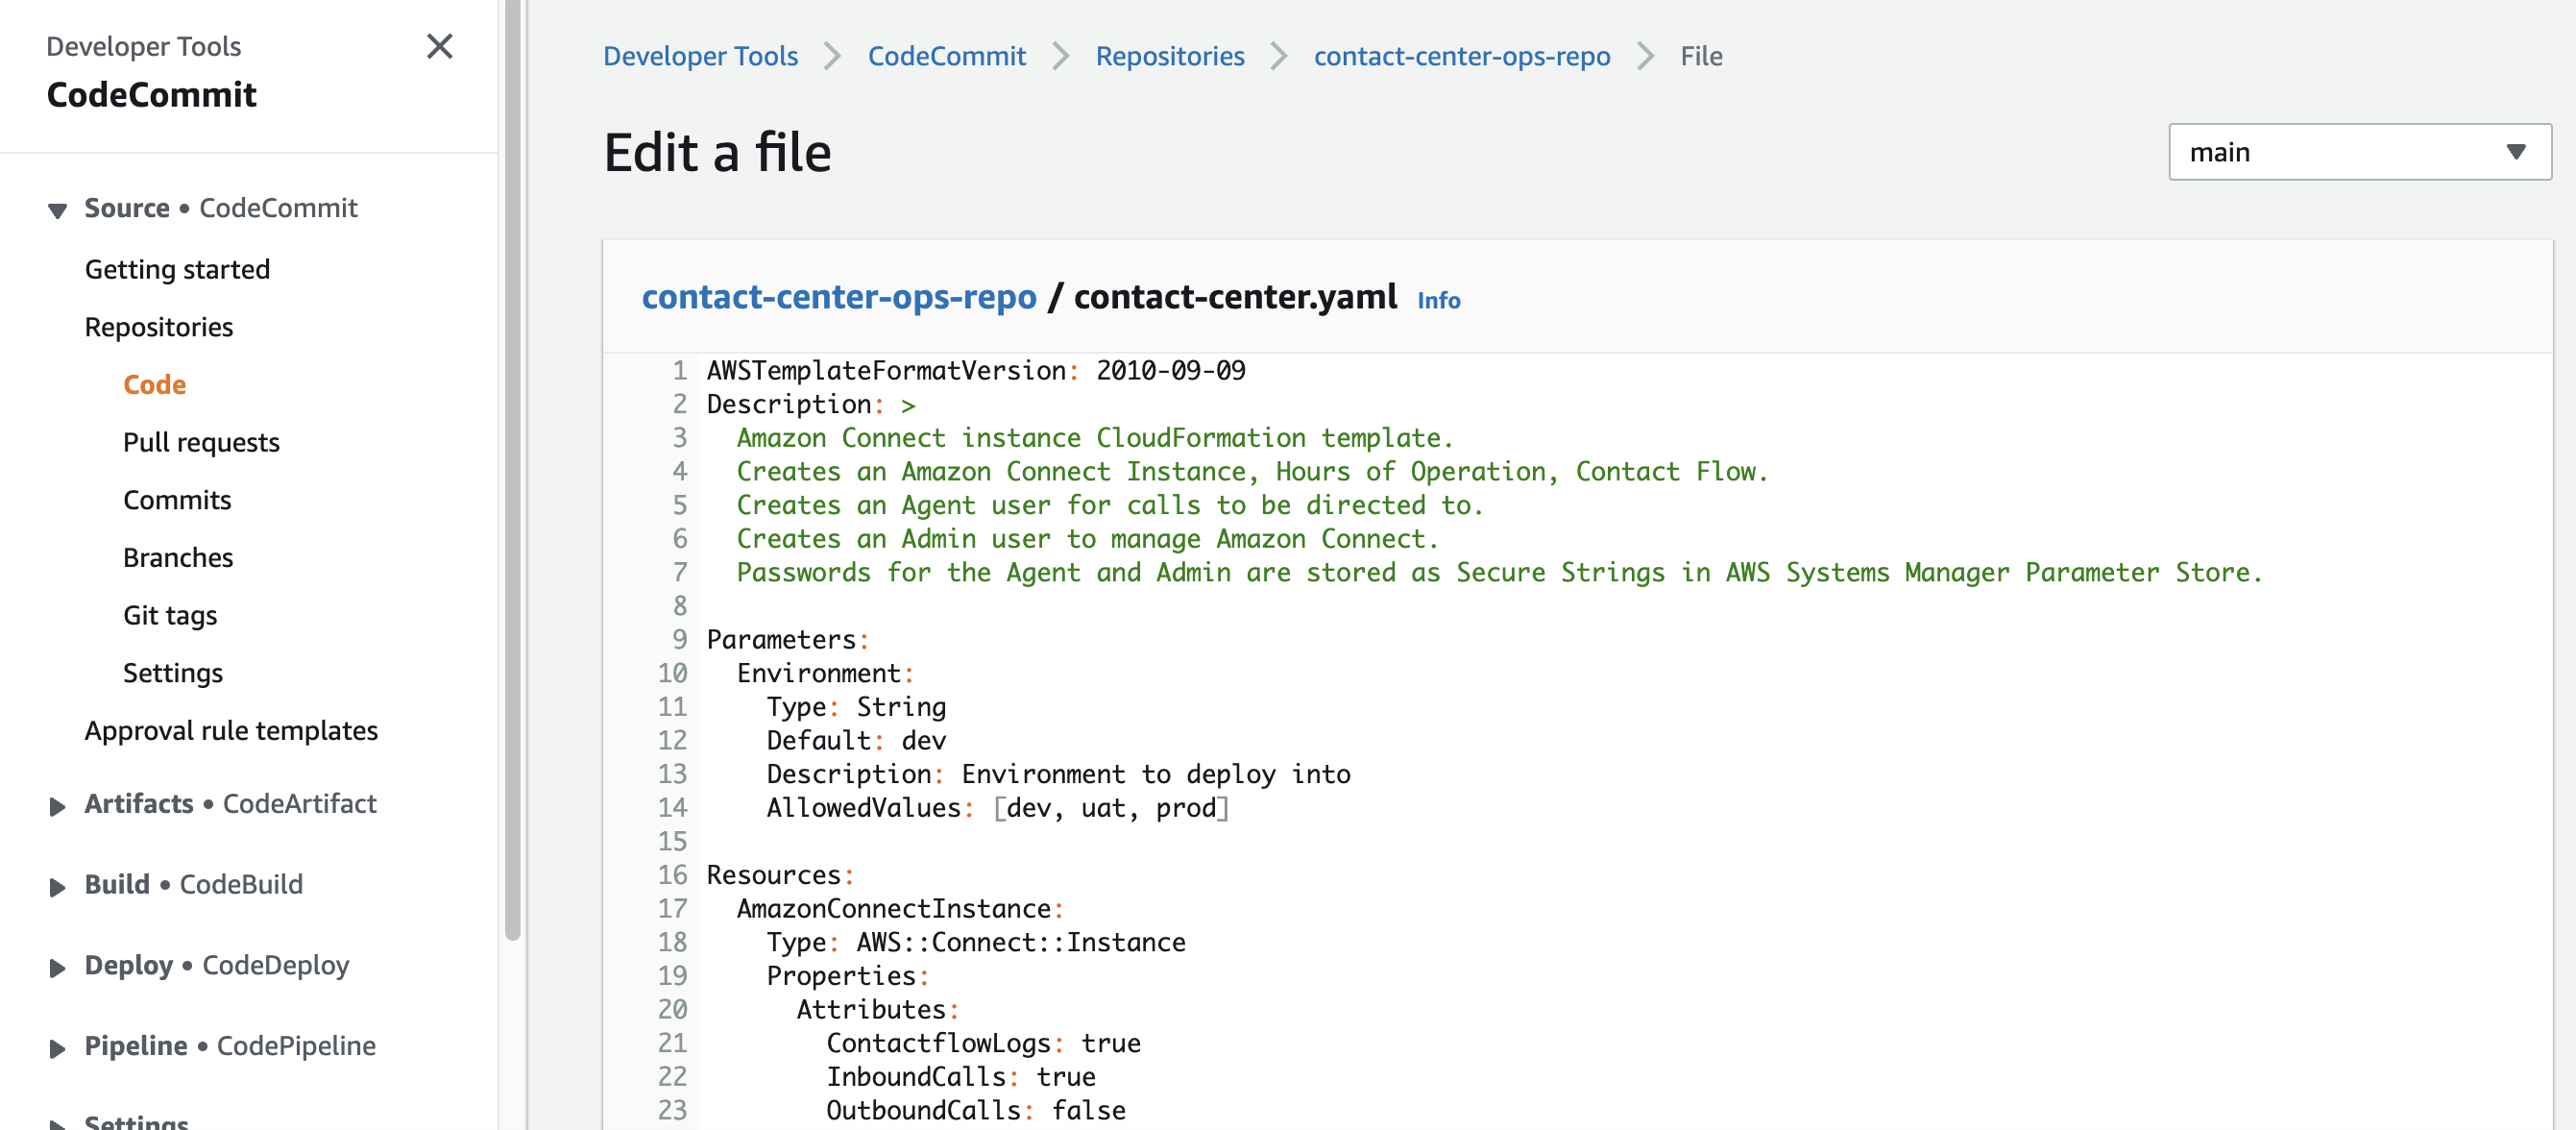 Developer Tools
CodeCommit
Source • CodeCommit
Getting started
Repositories
Code
Pull requests
Commits
Branches
Git tags
Settings
Approval rule templates
Artifacts • CodeArtifact
Build • CodeBuild
Deploy • CodeDeploy
Pipeline • CodePipeline
Settings
Developer Tools > CodeCommit > Repositories > contact-center-ops-repo > File
Edit a file
main
contact-center-ops-repo / contact-center.yaml Info
1 AWSTemplateFormatVersion: 2010-09-09
2 Description: >
3   Amazon Connect instance CloudFormation template.
4   Creates an Amazon Connect Instance, Hours of Operation, Contact Flow.
5   Creates an Agent user for calls to be directed to.
6   Creates an Admin user to manage Amazon Connect.
7   Passwords for the Agent and Admin are stored as Secure Strings in AWS Systems Manager Parameter Store.
8
9 Parameters:
10   Environment:
11     Type: String
12     Default: dev
13     Description: Environment to deploy into
14     AllowedValues: [dev, uat, prod]
15
16 Resources:
17   AmazonConnectInstance:
18     Type: AWS::Connect::Instance
19     Properties:
20       Attributes:
21         ContactflowLogs: true
22         InboundCalls: true
23         OutboundCalls: false